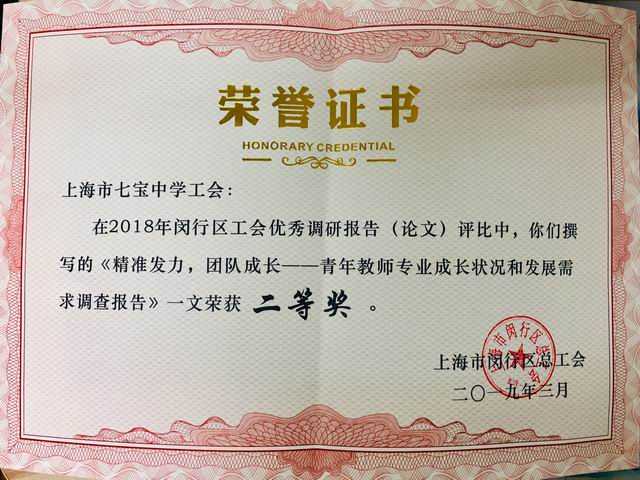 荣誉证书
HONORARY CREDENTIAL
上海市七宝中学工会：
在2018年闵行区工会优秀调研报告（论文）评比中，你们撰
写的《精准发力，团队成长——青年教师专业成长状况和发展需
求调查报告》一文荣获 二等奖 。
上海市闵行区总工会
二〇一九年三月